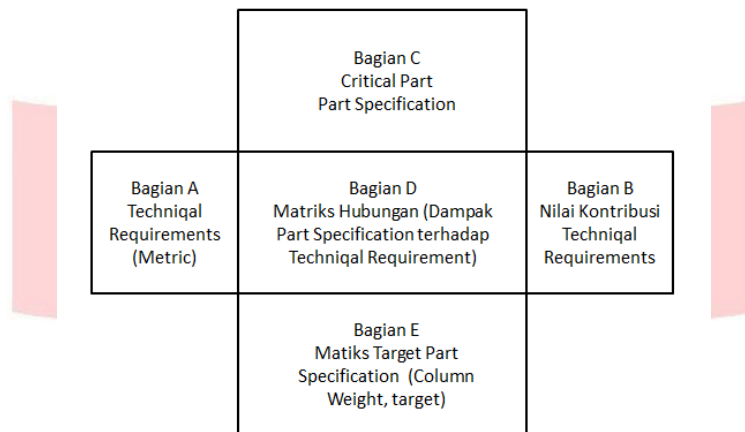 Bagian C
Critical Part
Part Specification
Bagian A
Techniqal
Requirements
(Metric)
Bagian D
Matriks Hubungan (Dampak
Part Specification terhadap
Techniqal Requirement)
Bagian B
Nilai Kontribusi
Techniqal
Requirements
Bagian E
Matiks Target Part
Specification (Column
Weight, target)